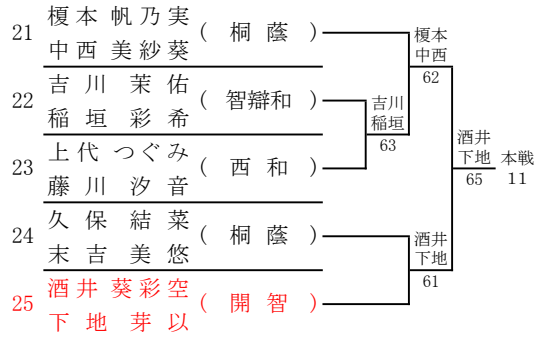 21 榎本 帆乃実 ( 桐 蔭 )
中西 美紗葵
22 吉川 茉佑 ( 智辯和 )
稲垣 彩希
23 上代 つぐみ ( 西 和 )
藤川 汐音
24 久保 結菜 ( 桐 蔭 )
末吉 美悠
25 酒井 葵彩空 ( 開 智 )
下地 芽以
吉川
稲垣
63
榎本
中西
62
酒井
下地
61
酒井
下地
65
本戦
11